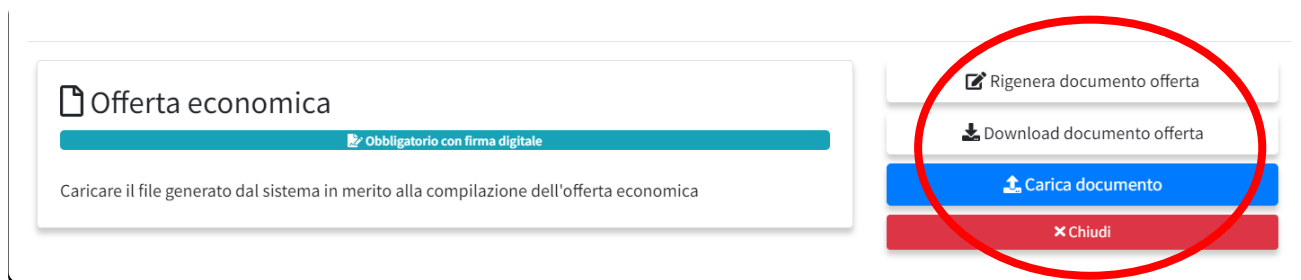 Offerta economica
Obbligatorio con firma digitale
Caricare il file generato dal sistema in merito alla compilazione dell'offerta economica
Rigenera documento offerta
Download documento offerta
Carica documento
Chiudi